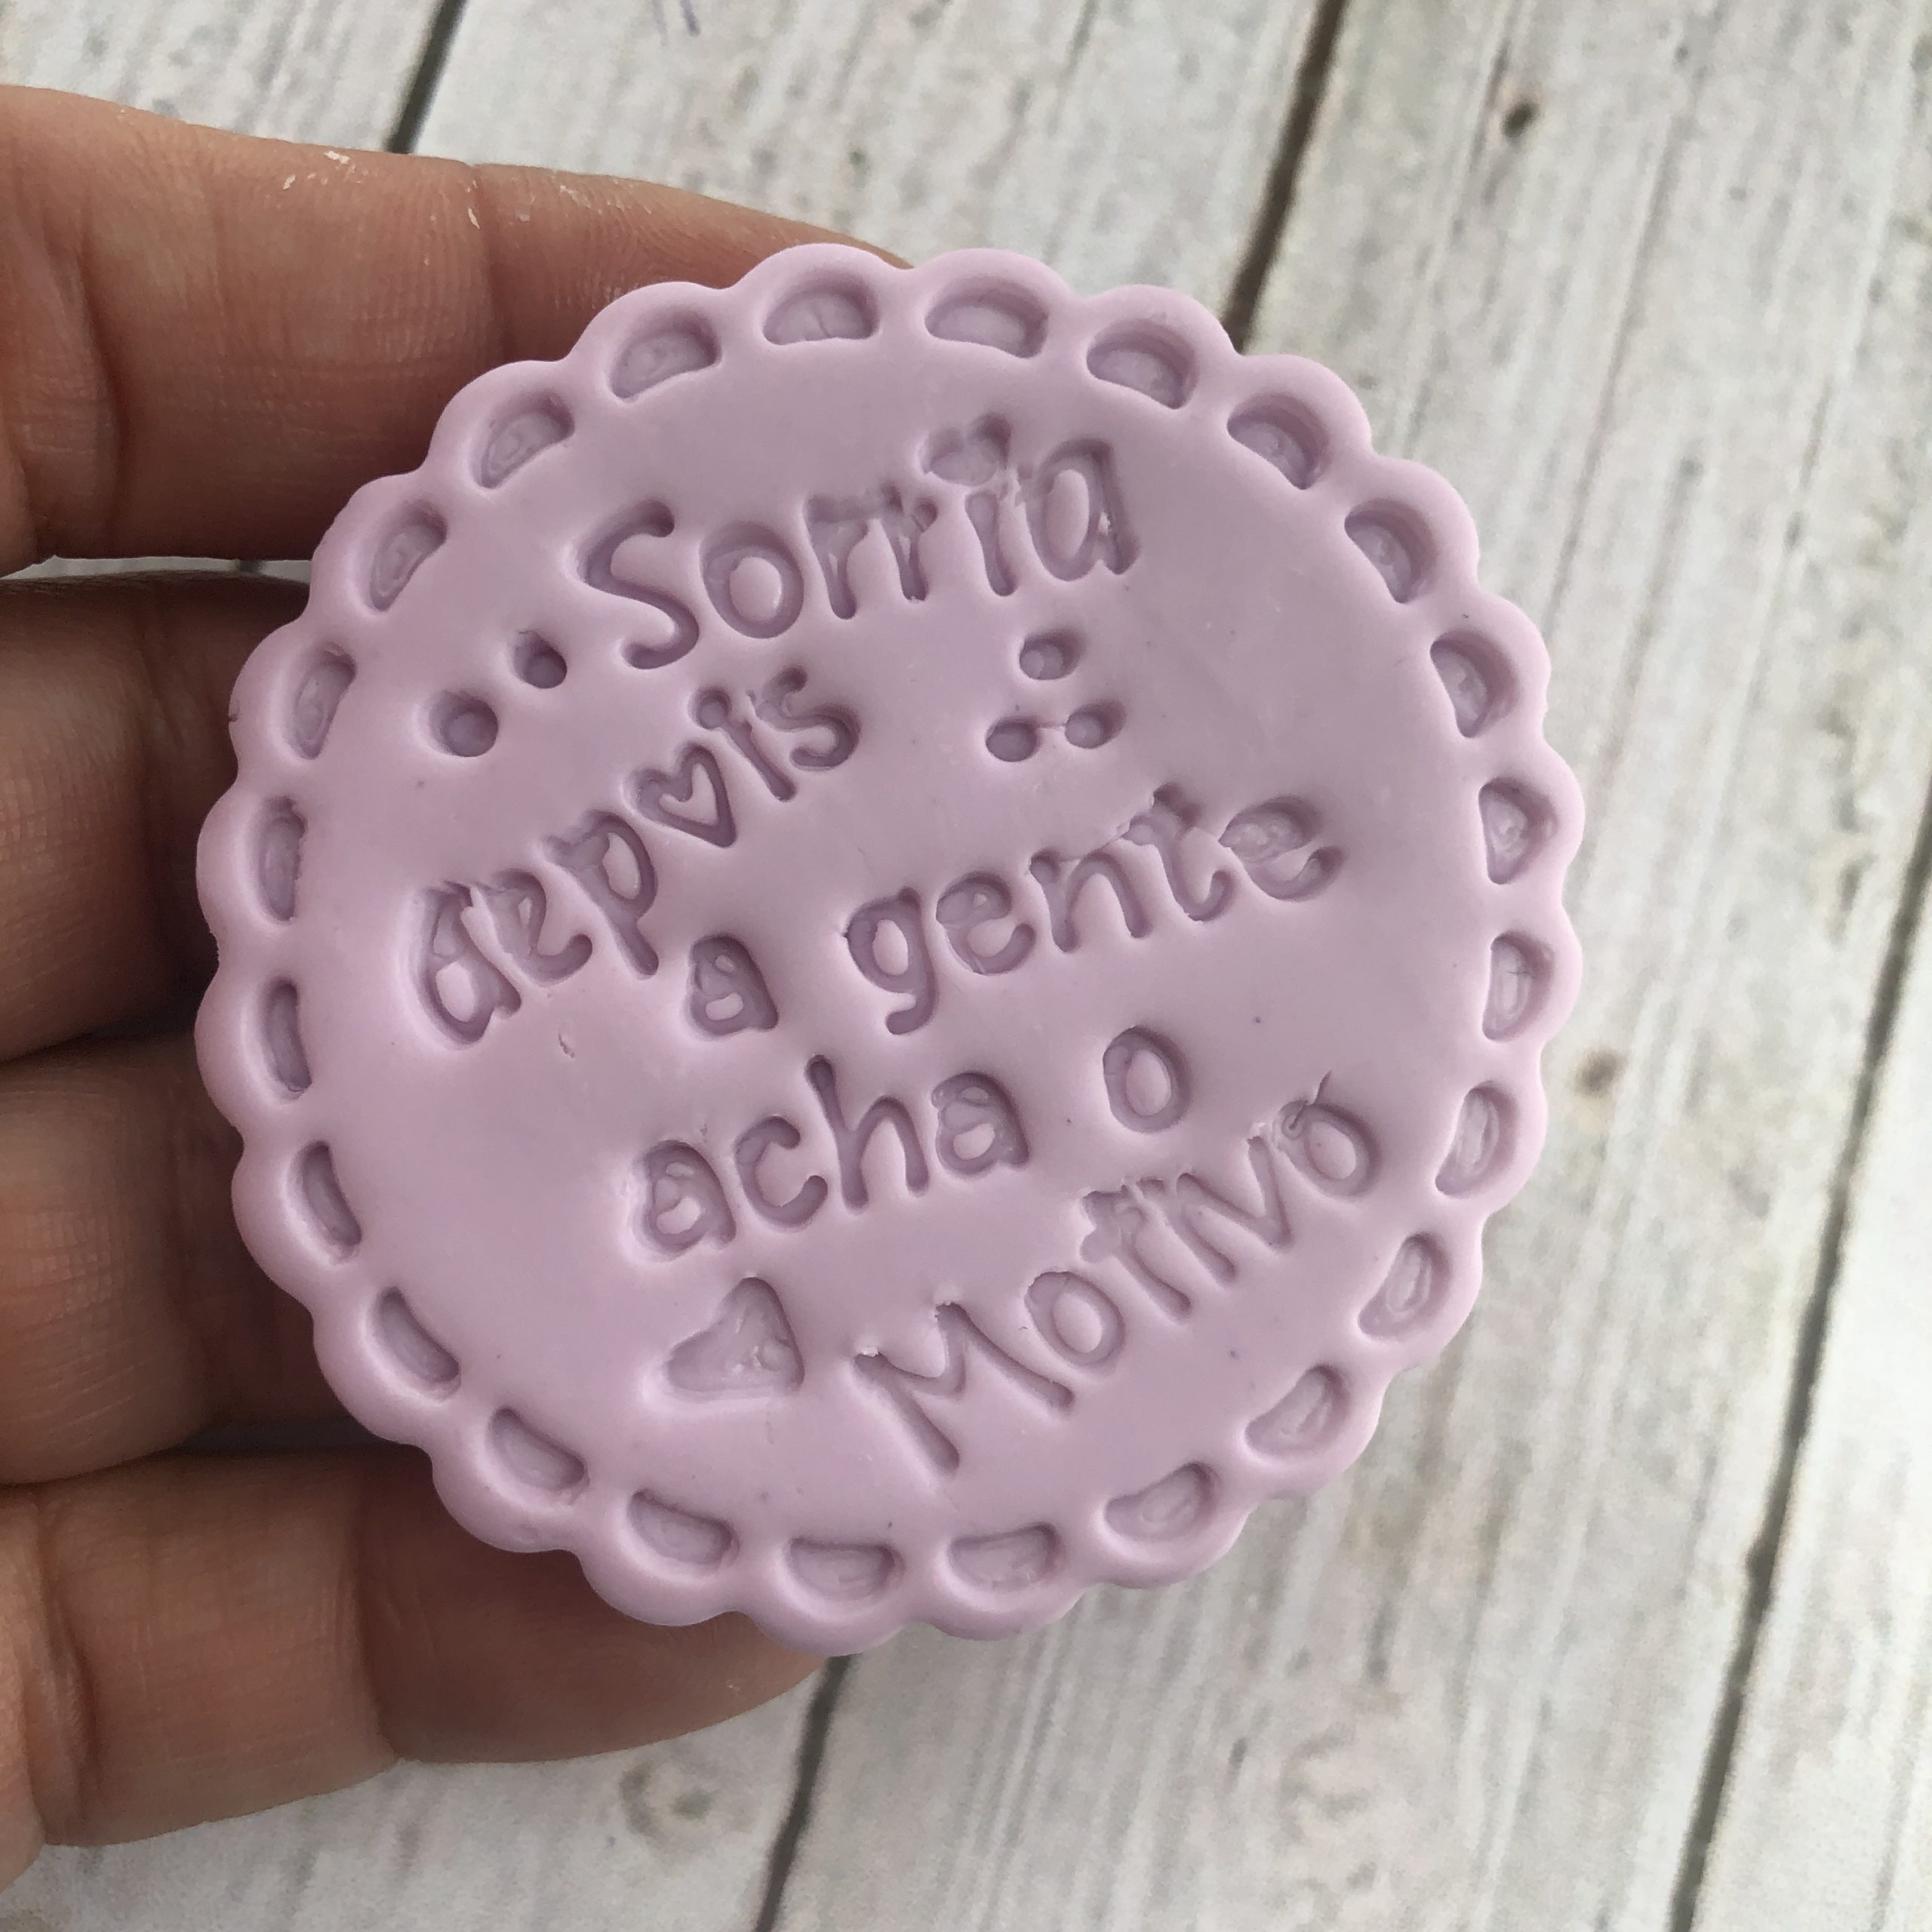 Sorria
depois
a gente
acha o
Motivo